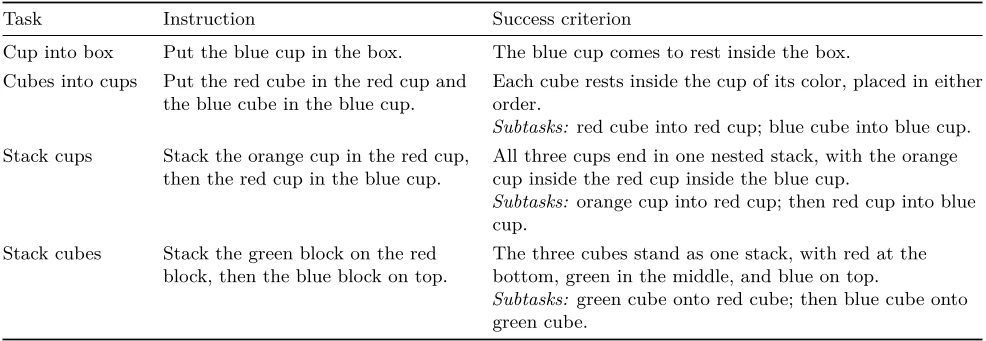 Task Instruction Success criterion
Cup into box Put the blue cup in the box. The blue cup comes to rest inside the box.
Cubes into cups Put the red cube in the red cup and Each cube rests inside the cup of its color, placed in either
the blue cube in the blue cup. order.
Subtasks: red cube into red cup; blue cube into blue cup.
Stack cups Stack the orange cup in the red cup, All three cups end in one nested stack, with the orange
then the red cup in the blue cup. cup inside the red cup inside the blue cup.
Subtasks: orange cup into red cup; then red cup into blue
cup.
Stack cubes Stack the green block on the red The three cubes stand as one stack, with red at the
block, then the blue block on top. bottom, green in the middle, and blue on top.
Subtasks: green cube onto red cube; then blue cube onto
green cube.